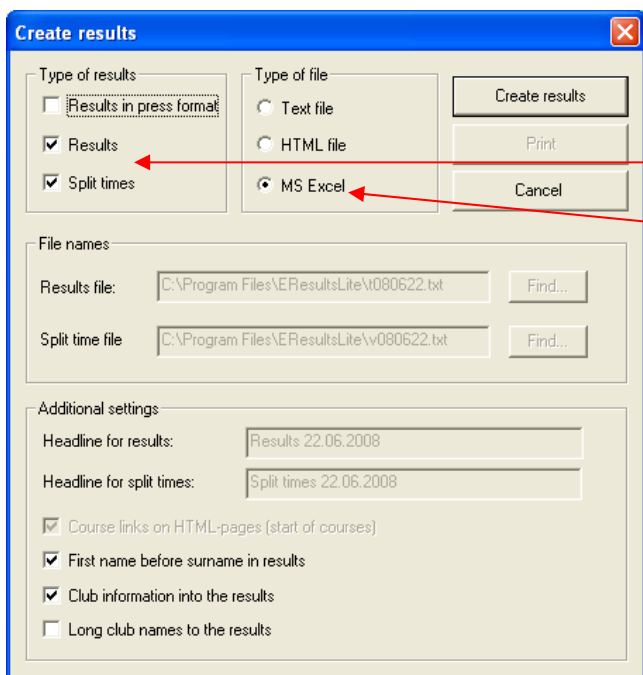 Create results
Type of results
Results in press format
Results
Split times
Type of file
Text file
HTML file
MS Excel
Create results
Print
Cancel
File names
Results file: C:\Program Files\EResultsLite\t080622.txt Find...
Split time file C:\Program Files\EResultsLite\v080622.txt Find...
Additional settings
Headline for results: Results 22.06.2008
Headline for split times: Split times 22.06.2008
Course links on HTML-pages (start of courses)
First name before surname in results
Club information into the results
Long club names to the results